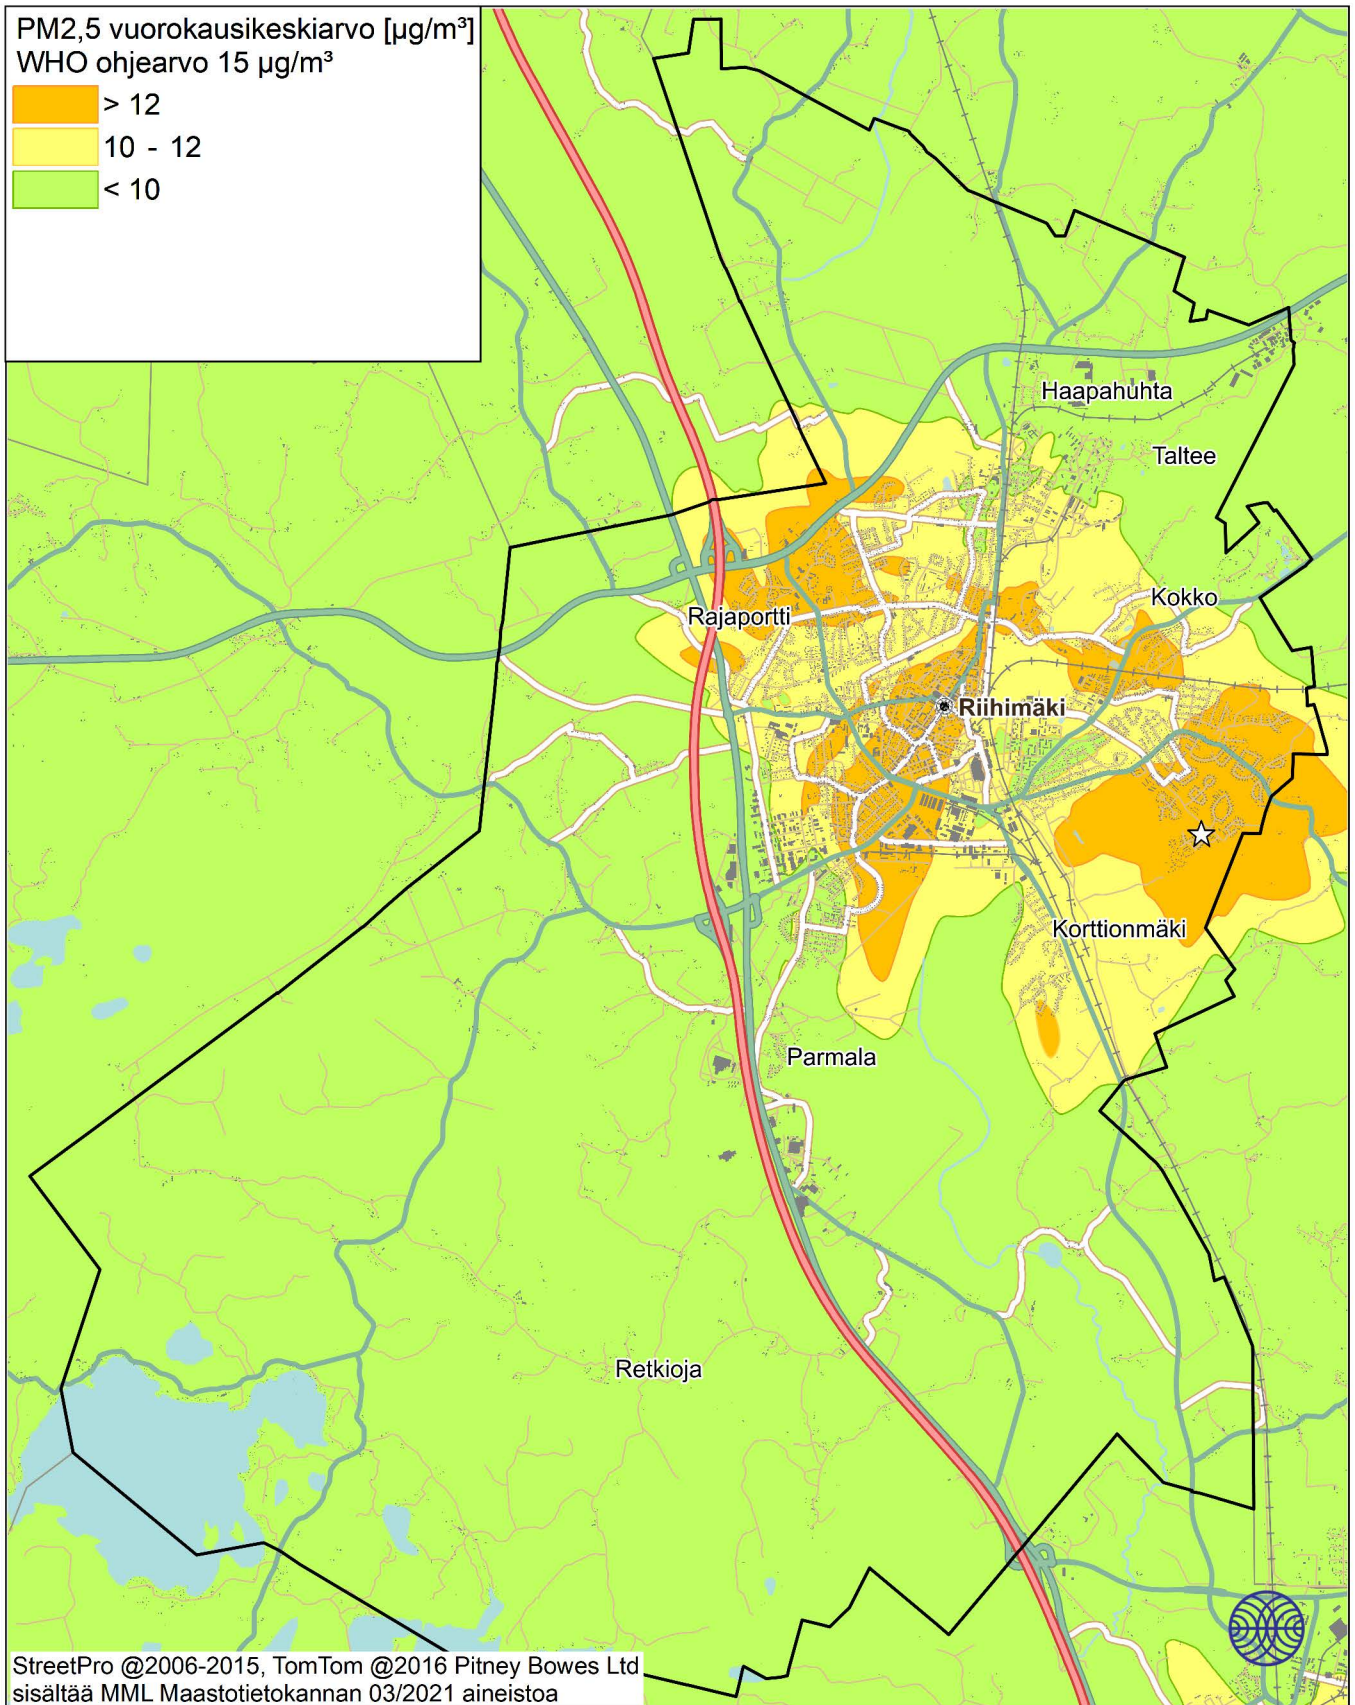 PM2,5 vuorokausikeskiarvo [µg/m³]
WHO ohjearvo 15 µg/m³
> 12
10 - 12
< 10
Haapahuhta
Taltee
Kokko
Rajaportti
Riihimäki
Korttionmäki
Parmala
Retkioja
StreetPro @2006-2015, TomTom @2016 Pitney Bowes Ltd
sisältää MML Maastotietokannan 03/2021 aineistoa